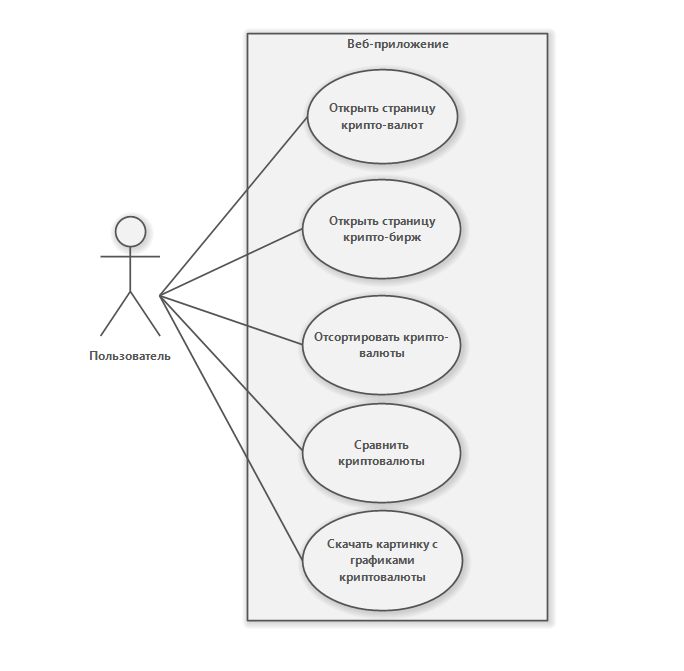 Веб-приложение
Открыть страницу
крипто-валют
Открыть страницу
крипто-бирж
Отсортировать крипто-
валюты
Пользователь
Сравнить
криптовалюты
Скачать картинку с
графиками
криптовалюты